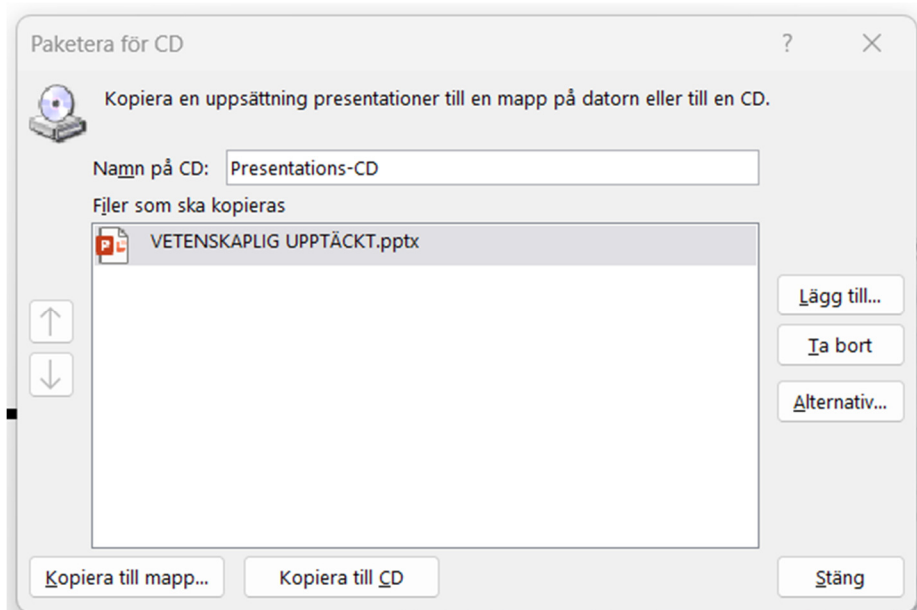 Paketera för CD
?
Kopiera en uppsättning presentationer till en mapp på datorn eller till en CD.
Namn på CD: Presentations-CD
Filer som ska kopieras
VETENSKAPLIG UPPTÄCKT.pptx
Lägg till...
Ta bort
Alternativ...
Kopiera till mapp...
Kopiera till CD
Stäng